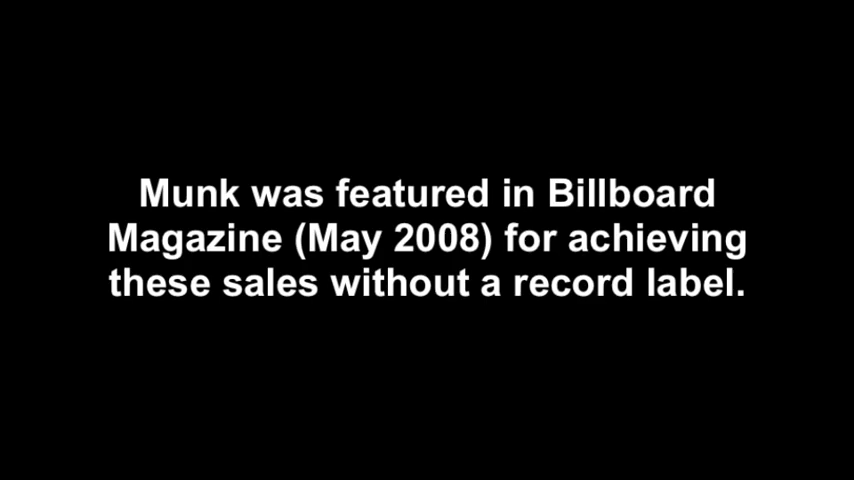 Munk was featured in Billboard
Magazine (May 2008) for achieving
these sales without a record label.